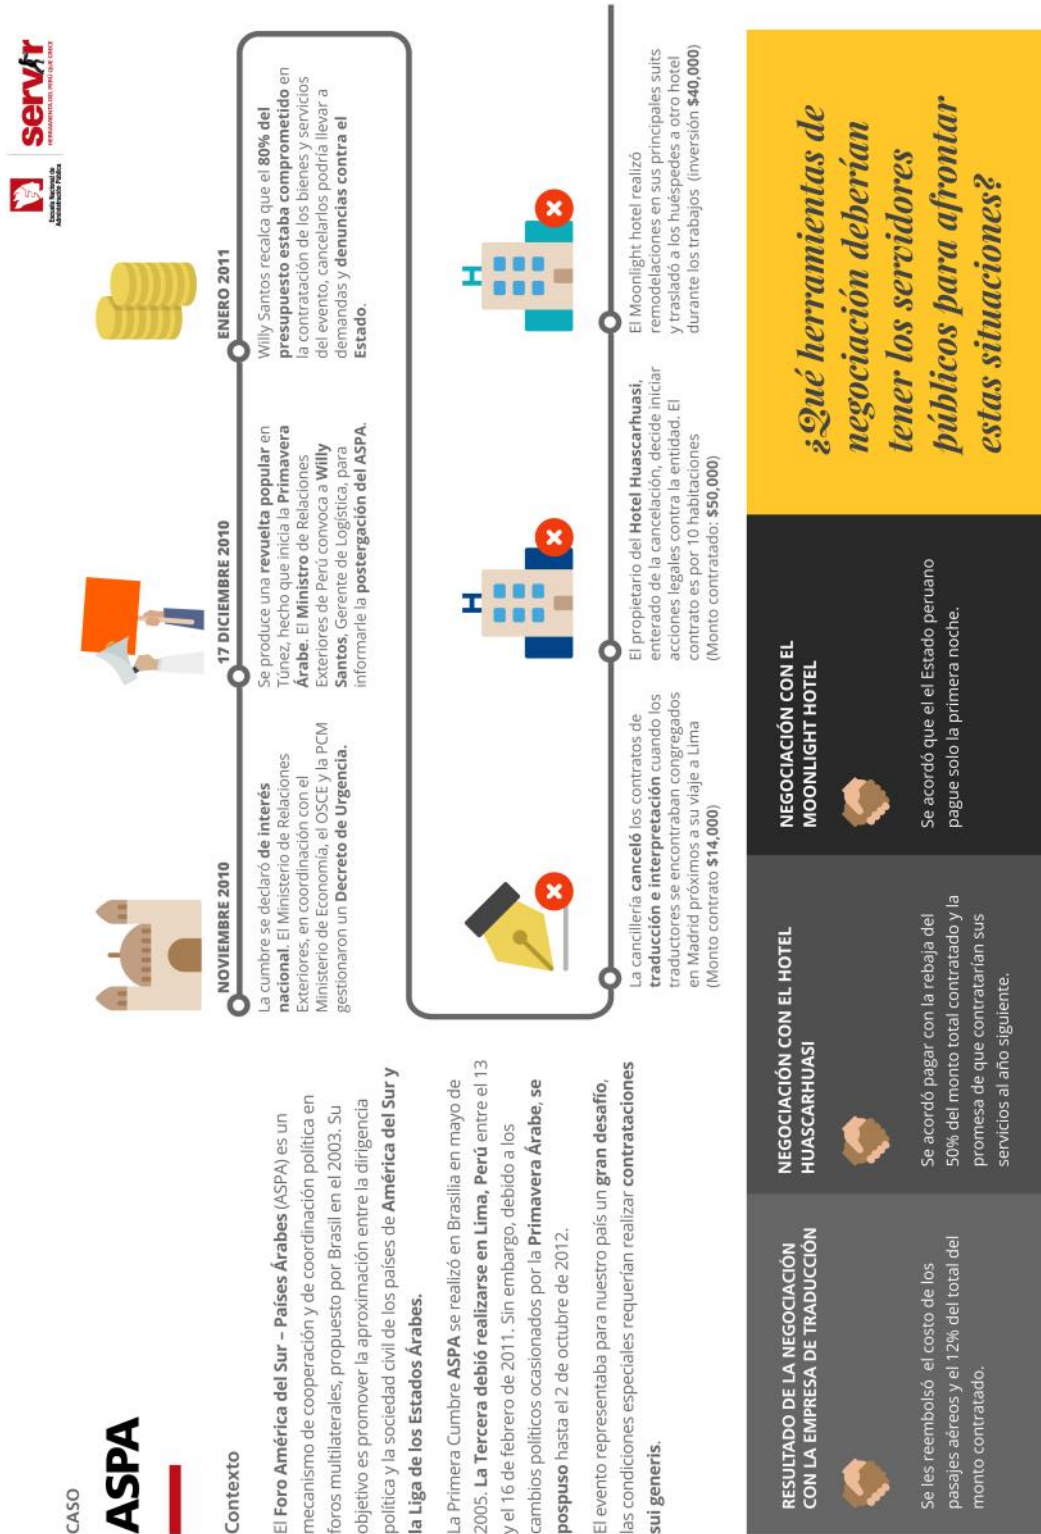 CASO
ASPA
Escuela Nacional de
Administración Pública
servir
HERRAMIENTA DEL PERÚ QUE CRECE
Contexto
El Foro América del Sur – Países Árabes (ASPA) es un
mecanismo de cooperación y de coordinación política en
foros multilaterales, propuesto por Brasil en el 2003. Su
objetivo es promover la aproximación entre la dirigencia
política y la sociedad civil de los países de América del Sur y
la Liga de los Estados Árabes.
La Primera Cumbre ASPA se realizó en Brasilia en mayo de
2005. La Tercera debió realizarse en Lima, Perú entre el 13
y el 16 de febrero de 2011. Sin embargo, debido a los
cambios políticos ocasionados por la Primavera Árabe, se
pospuso hasta el 2 de octubre de 2012.
El evento representaba para nuestro país un gran desafío,
las condiciones especiales requerían realizar contrataciones
sui generis.
NOVIEMBRE 2010
La cumbre se declaró de interés
nacional. El Ministerio de Relaciones
Exteriores, en coordinación con el
Ministerio de Economía, el OSCE y la PCM
gestionaron un Decreto de Urgencia.
17 DICIEMBRE 2010
Se produce una revuelta popular en
Túnez, hecho que inicia la Primavera
Árabe. El Ministro de Relaciones
Exteriores de Perú convoca a Willy
Santos, Gerente de Logística, para
informarle la postergación del ASPA.
ENERO 2011
Willy Santos recalca que el 80% del
presupuesto estaba comprometido en
la contratación de los bienes y servicios
del evento, cancelarlos podría llevar a
demandas y denuncias contra el
Estado.
La cancillería canceló los contratos de
traducción e interpretación cuando los
traductores se encontraban congregados
en Madrid próximos a su viaje a Lima
(Monto contrato $14,000)
H
El propietario del Hotel Huascarhuasi,
enterado de la cancelación, decide iniciar
acciones legales contra la entidad. El
contrato es por 10 habitaciones
(Monto contratado: $50,000)
H
El Moonlight hotel realizó
remodelaciones en sus principales suits
y trasladó a los huéspedes a otro hotel
durante los trabajos (inversión $40,000)
RESULTADO DE LA NEGOCIACIÓN
CON LA EMPRESA DE TRADUCCIÓN
Se les reembolsó el costo de los
pasajes aéreos y el 12% del total del
monto contratado.
NEGOCIACIÓN CON EL HOTEL
HUASCARHUASI
Se acordó pagar con la rebaja del
50% del monto total contratado y la
promesa de que contratarían sus
servicios al año siguiente.
NEGOCIACIÓN CON EL
MOONLIGHT HOTEL
Se acordó que el el Estado peruano
pague solo la primera noche.
¿Qué herramientas de
negociación deberían
tener los servidores
públicos para afrontar
estas situaciones?